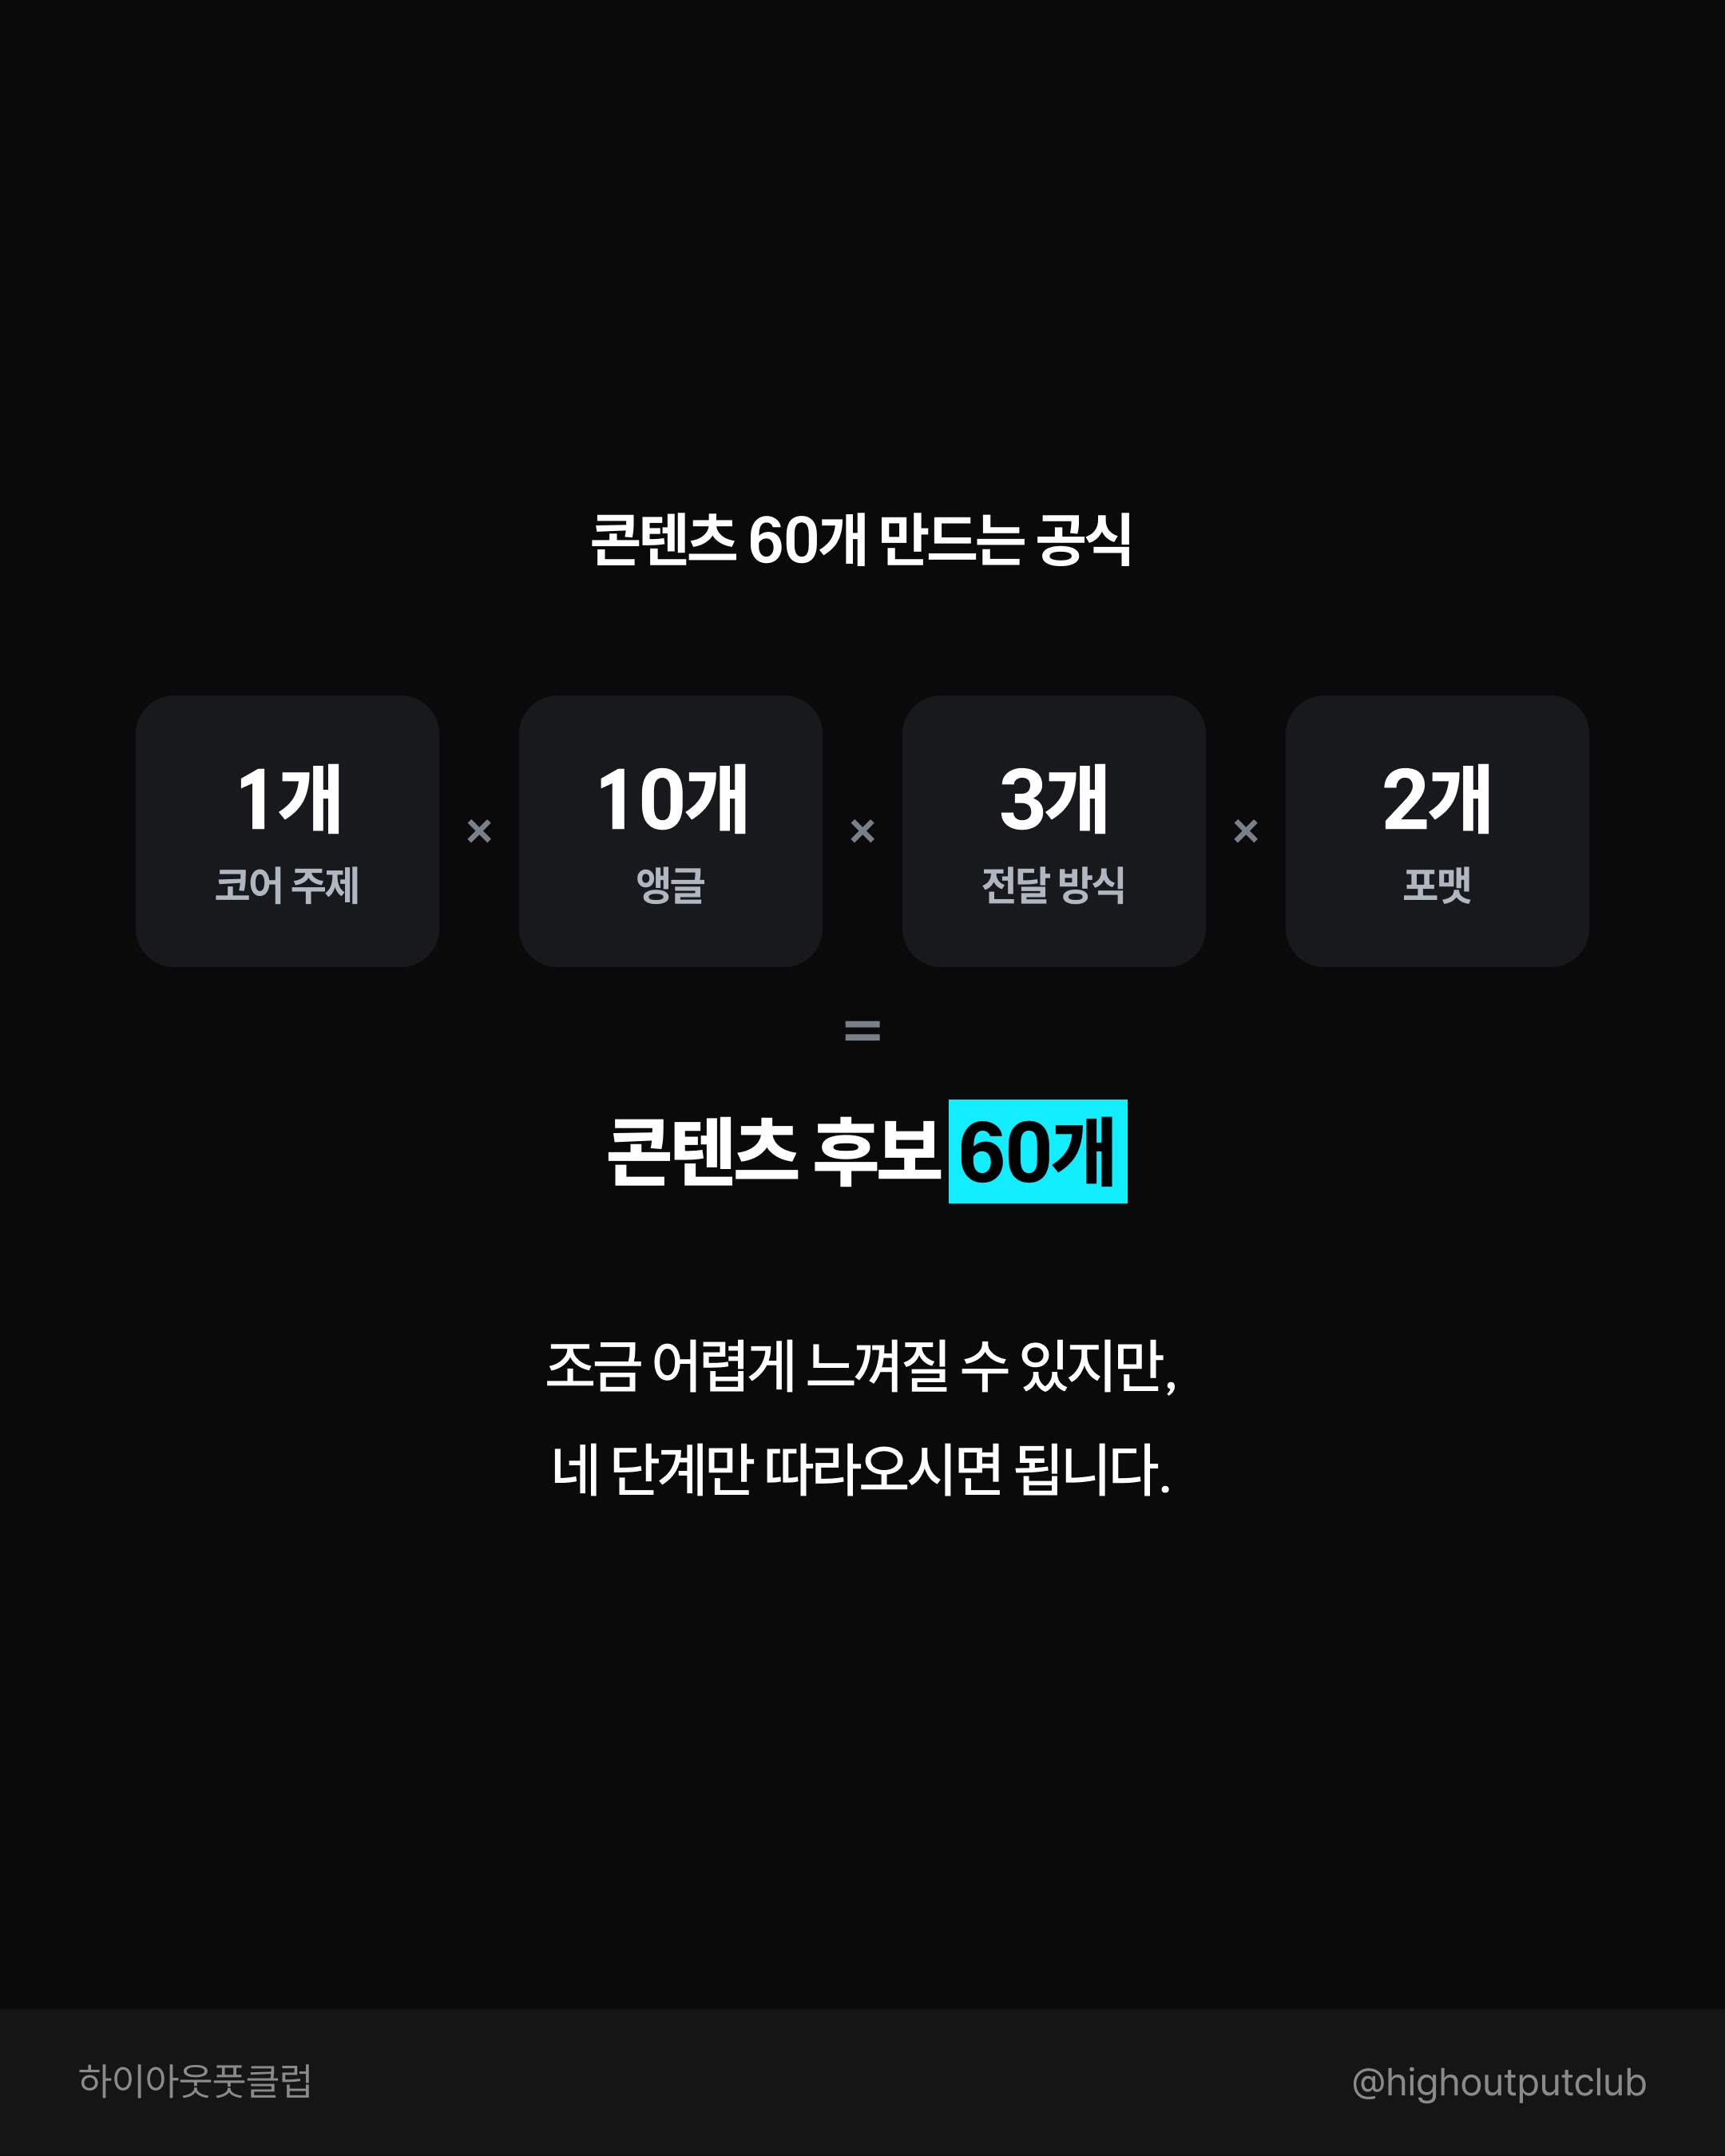 콘텐츠 60개 만드는 공식
1개 × 10개 × 3개 × 2개
코어 주제 앵글 전달 방식 포맷
=
콘텐츠 후보 60개
조금 어렵게 느껴질 수 있지만,
네 단계만 따라오시면 됩니다.
하이아웃풋클럽 @highoutputclub